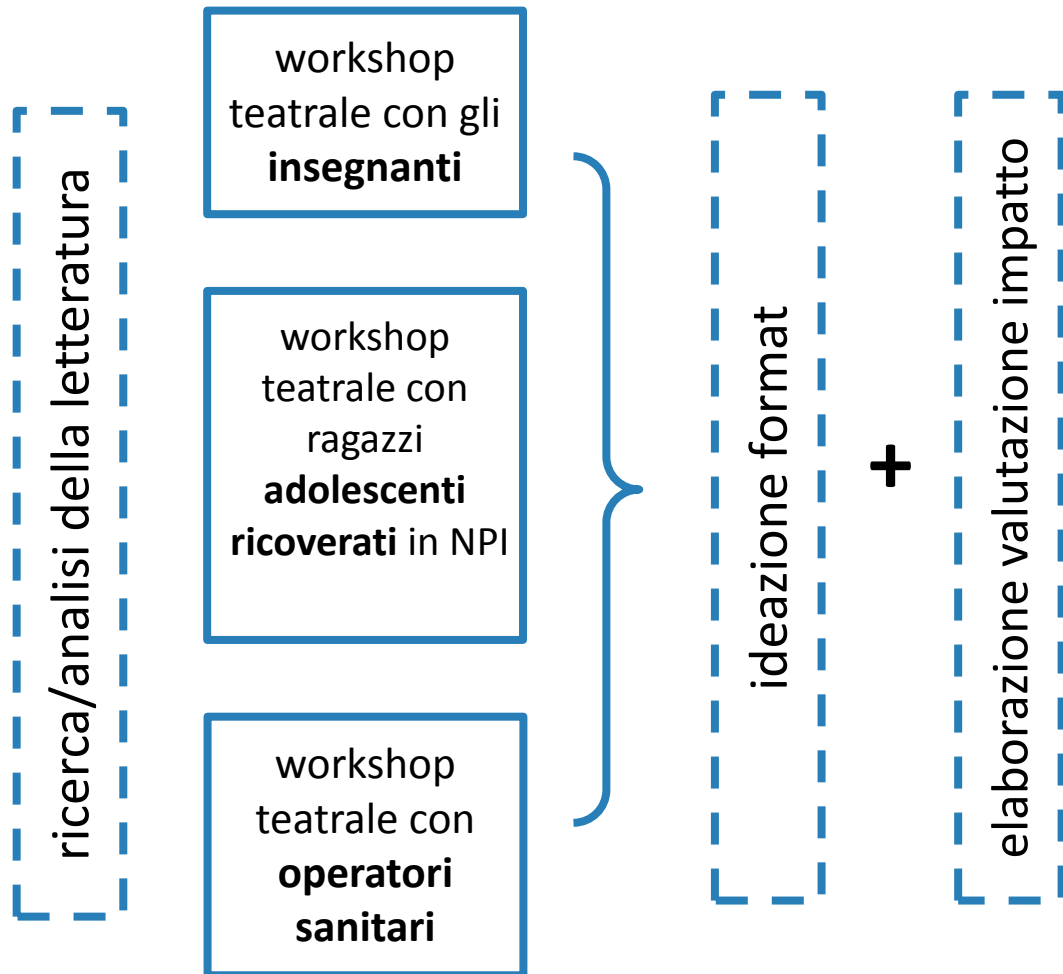 ricerca/analisi della letteratura
workshop
teatrale con gli
insegnanti
workshop
teatrale con
ragazzi
adolescenti
ricoverati in NPI
workshop
teatrale con
operatori
sanitari
ideazione format
+
elaborazione valutazione impatto